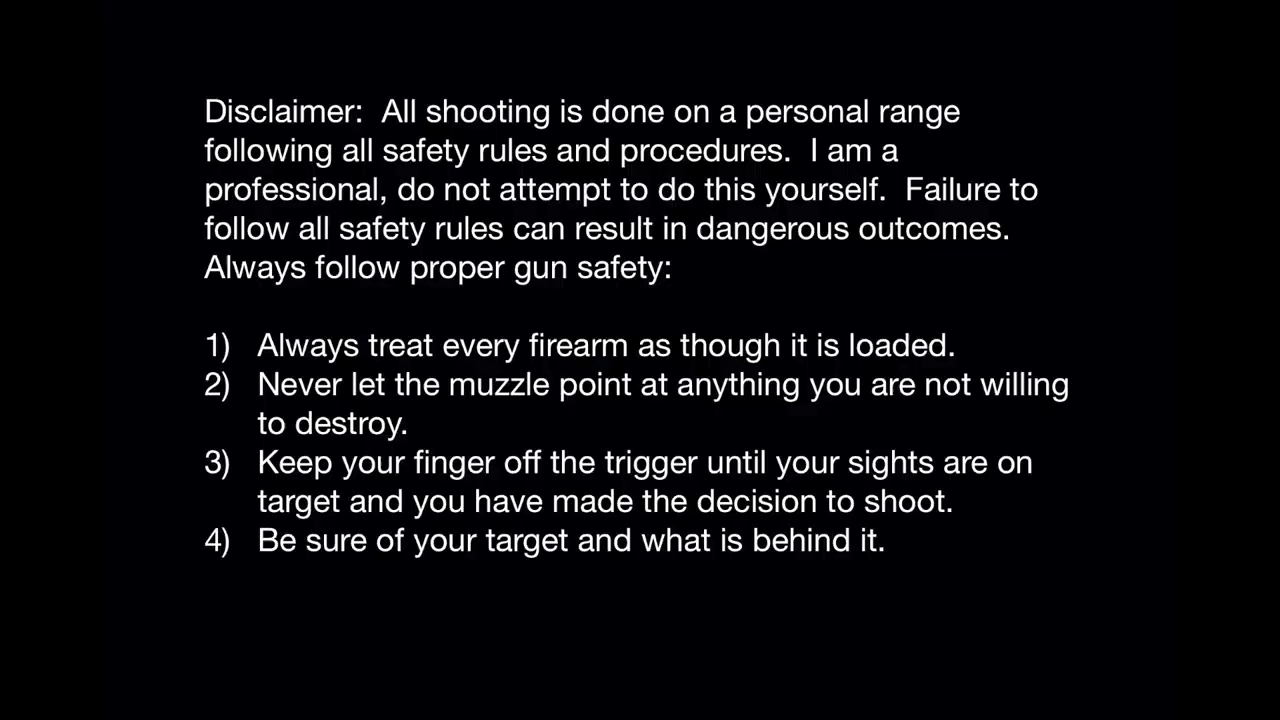 Disclaimer:  All shooting is done on a personal range
following all safety rules and procedures.  I am a
professional, do not attempt to do this yourself.  Failure to
follow all safety rules can result in dangerous outcomes.
Always follow proper gun safety:
1)   Always treat every firearm as though it is loaded.
2)   Never let the muzzle point at anything you are not willing
to destroy.
3)   Keep your finger off the trigger until your sights are on
target and you have made the decision to shoot.
4)   Be sure of your target and what is behind it.